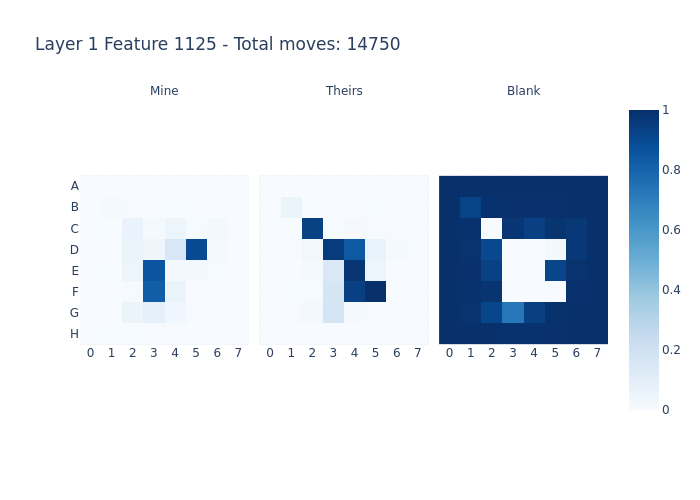 Layer 1 Feature 1125 - Total moves: 14750
Mine
Theirs
Blank
A
B
C
D
E
F
G
H
0 1 2 3 4 5 6 7
0 1 2 3 4 5 6 7
0 1 2 3 4 5 6 7
1
0.8
0.6
0.4
0.2
0